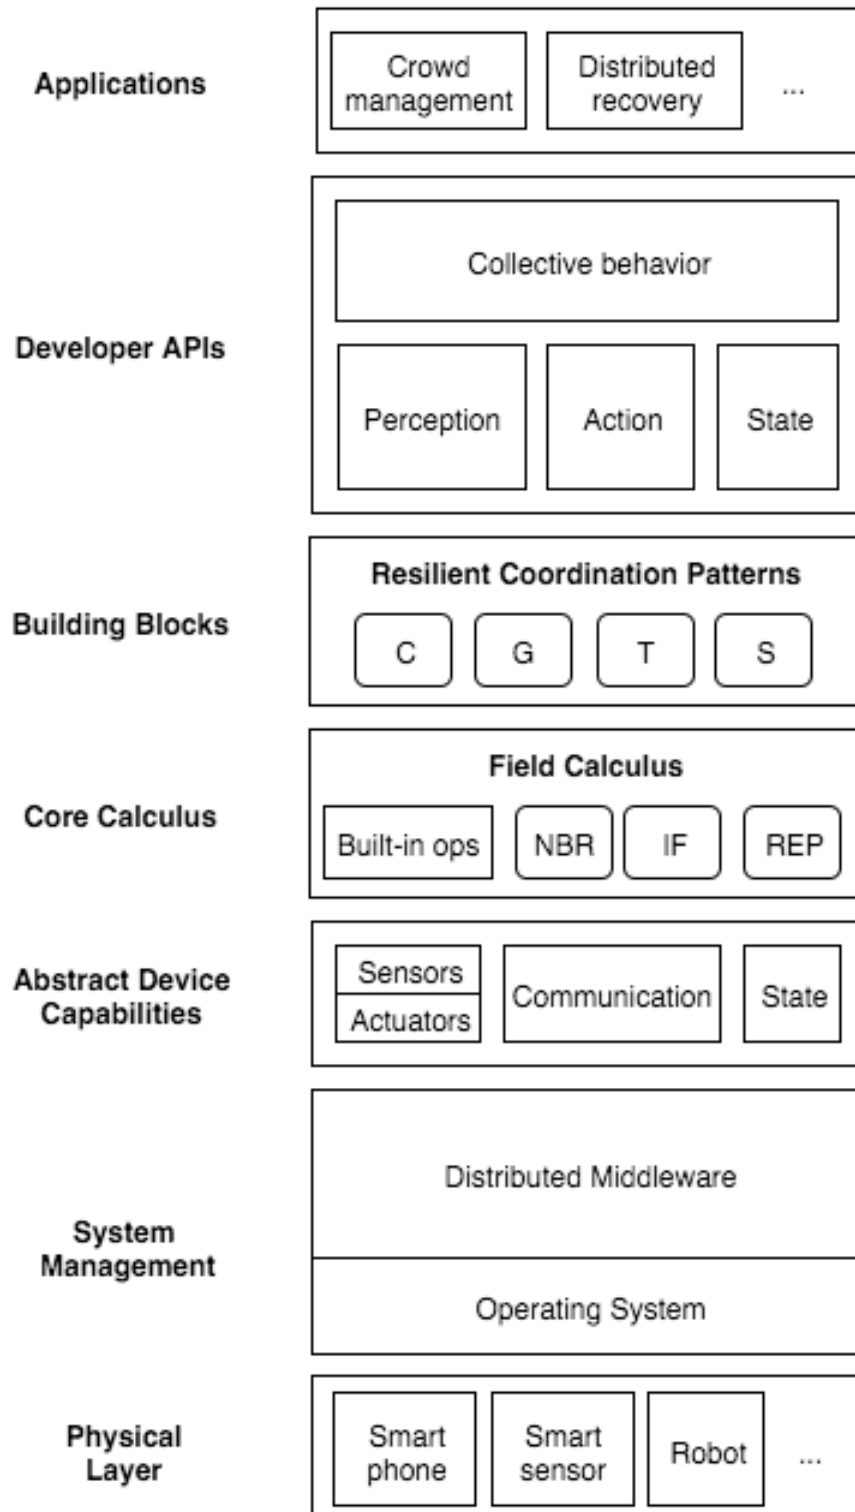 Applications
Crowd
management
Distributed
recovery
...
Developer APIs
Collective behavior
Perception
Action
State
Building Blocks
Resilient Coordination Patterns
C
G
T
S
Core Calculus
Field Calculus
Built-in ops
NBR
IF
REP
Abstract Device
Capabilities
Sensors
Actuators
Communication
State
System
Management
Distributed Middleware
Operating System
Physical
Layer
Smart
phone
Smart
sensor
Robot
...